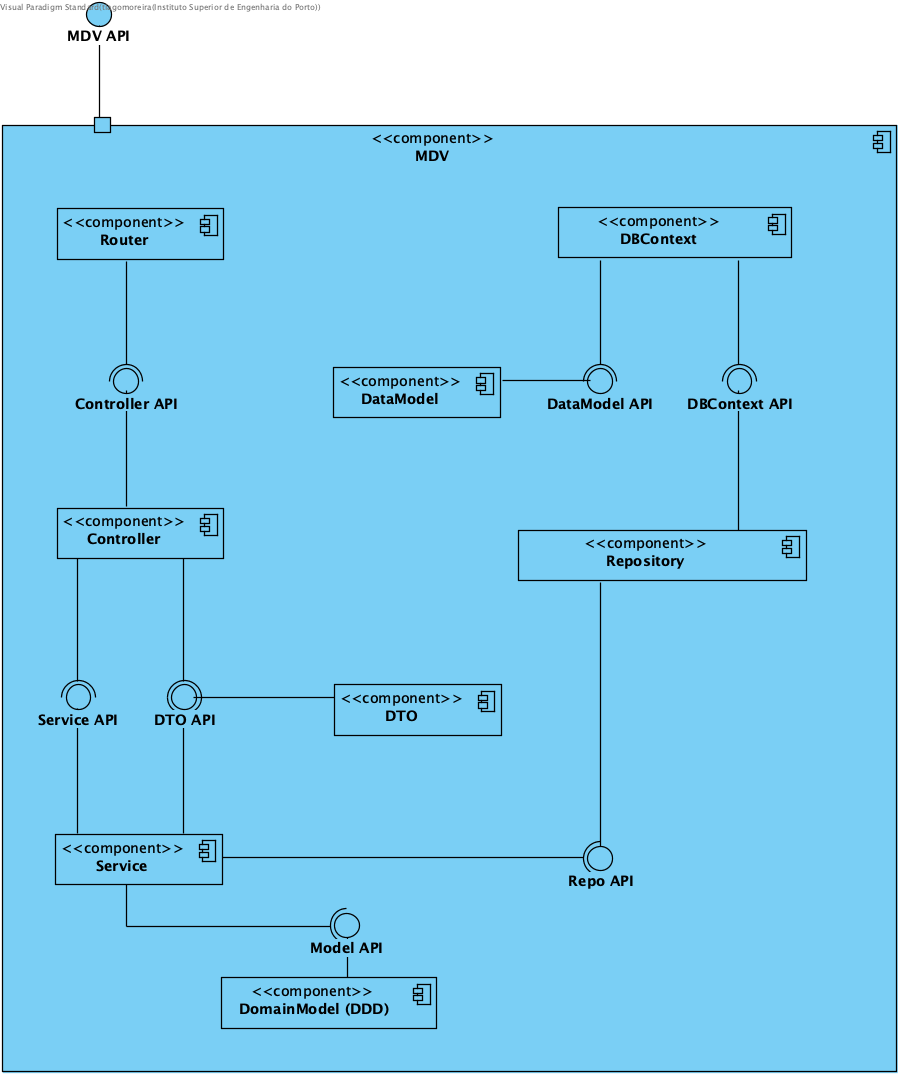 Visual Paradigm Standard(tiagomoreira(Instituto Superior de Engenharia do Porto))
MDV API
<<component>>
MDV
<<component>>
Router
<<component>>
DBContext
<<component>>
DataModel
Controller API
DataModel API
DBContext API
<<component>>
Controller
<<component>>
Repository
<<component>>
DTO
Service API
DTO API
<<component>>
Service
Repo API
Model API
<<component>>
DomainModel (DDD)